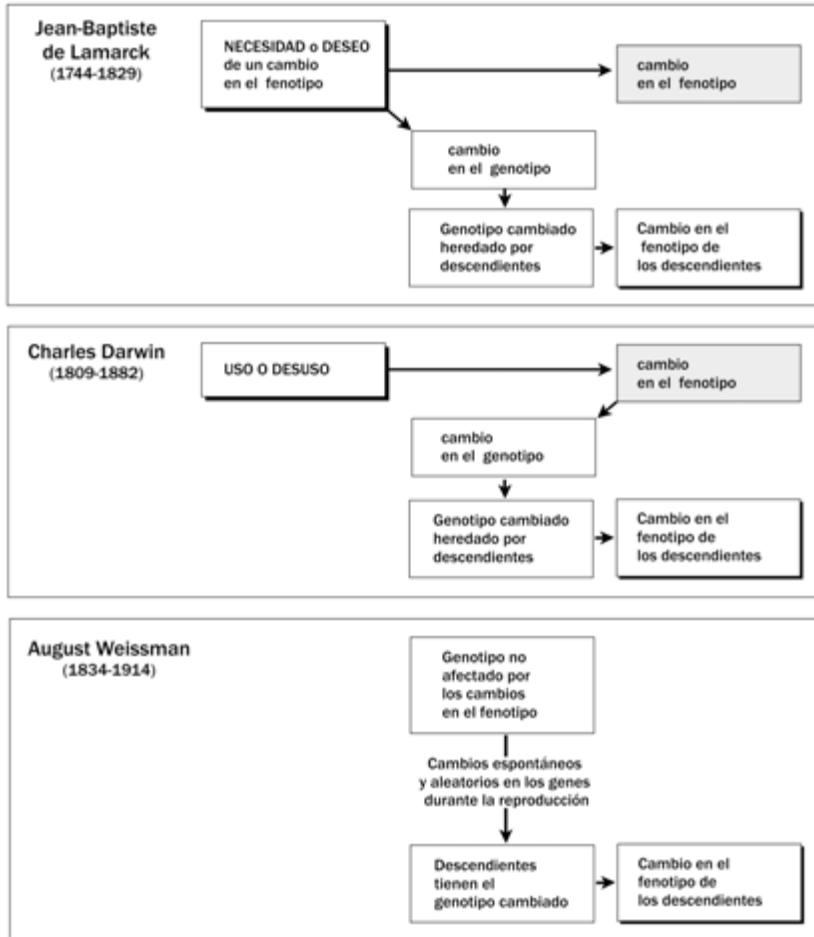 Jean-Baptiste
de Lamarck
(1744-1829)
NECESIDAD o DESEO
de un cambio
en el fenotipo
cambio
en el fenotipo
cambio
en el genotipo
Genotipo cambiado
heredado por
descendientes
Cambio en el
fenotipo de
los descendientes
Charles Darwin
(1809-1882)
USO O DESUSO
cambio
en el fenotipo
cambio
en el genotipo
Genotipo cambiado
heredado por
descendientes
Cambio en el
fenotipo de
los descendientes
August Weissman
(1834-1914)
Genotipo no
afectado por
los cambios
en el fenotipo
Cambios espontáneos
y aleatorios en los genes
durante la reproducción
Descendientes
tienen el
genotipo cambiado
Cambio en el
fenotipo de
los descendientes